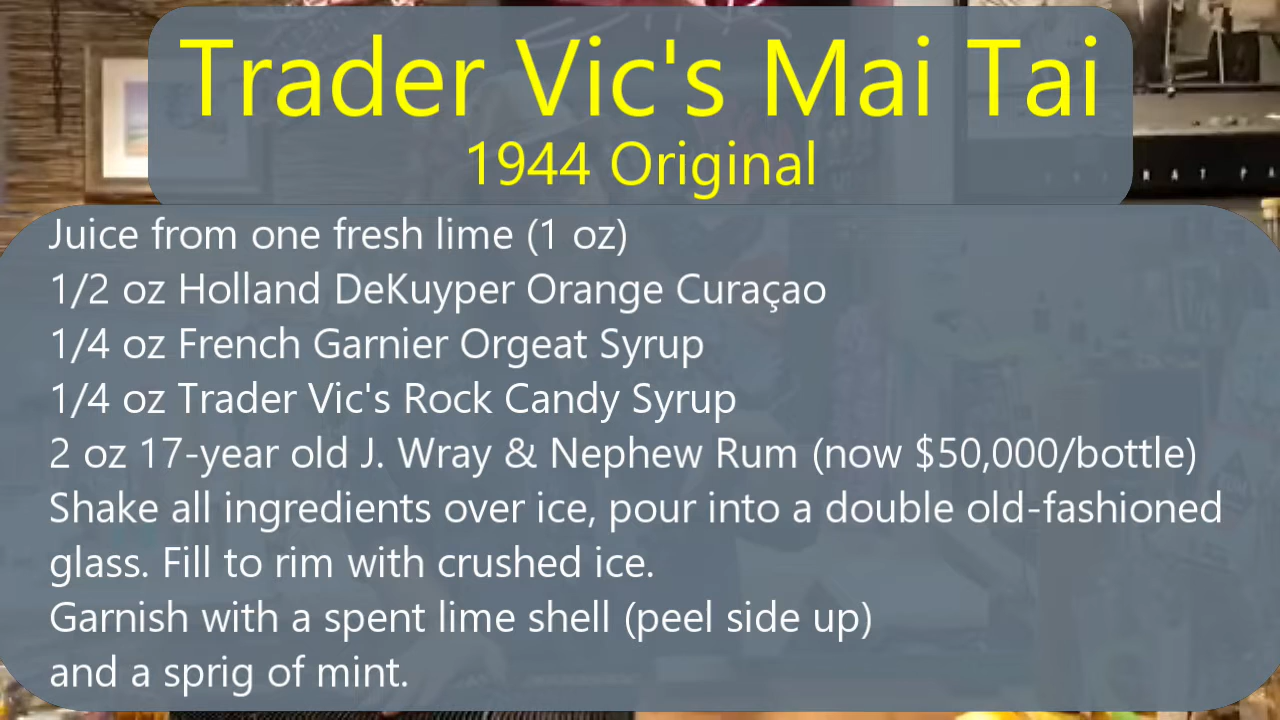 Trader Vic's Mai Tai
1944 Original
Juice from one fresh lime (1 oz)
1/2 oz Holland DeKuyper Orange Curaçao
1/4 oz French Garnier Orgeat Syrup
1/4 oz Trader Vic's Rock Candy Syrup
2 oz 17-year old J. Wray & Nephew Rum (now $50,000/bottle)
Shake all ingredients over ice, pour into a double old-fashioned
glass. Fill to rim with crushed ice.
Garnish with a spent lime shell (peel side up)
and a sprig of mint.